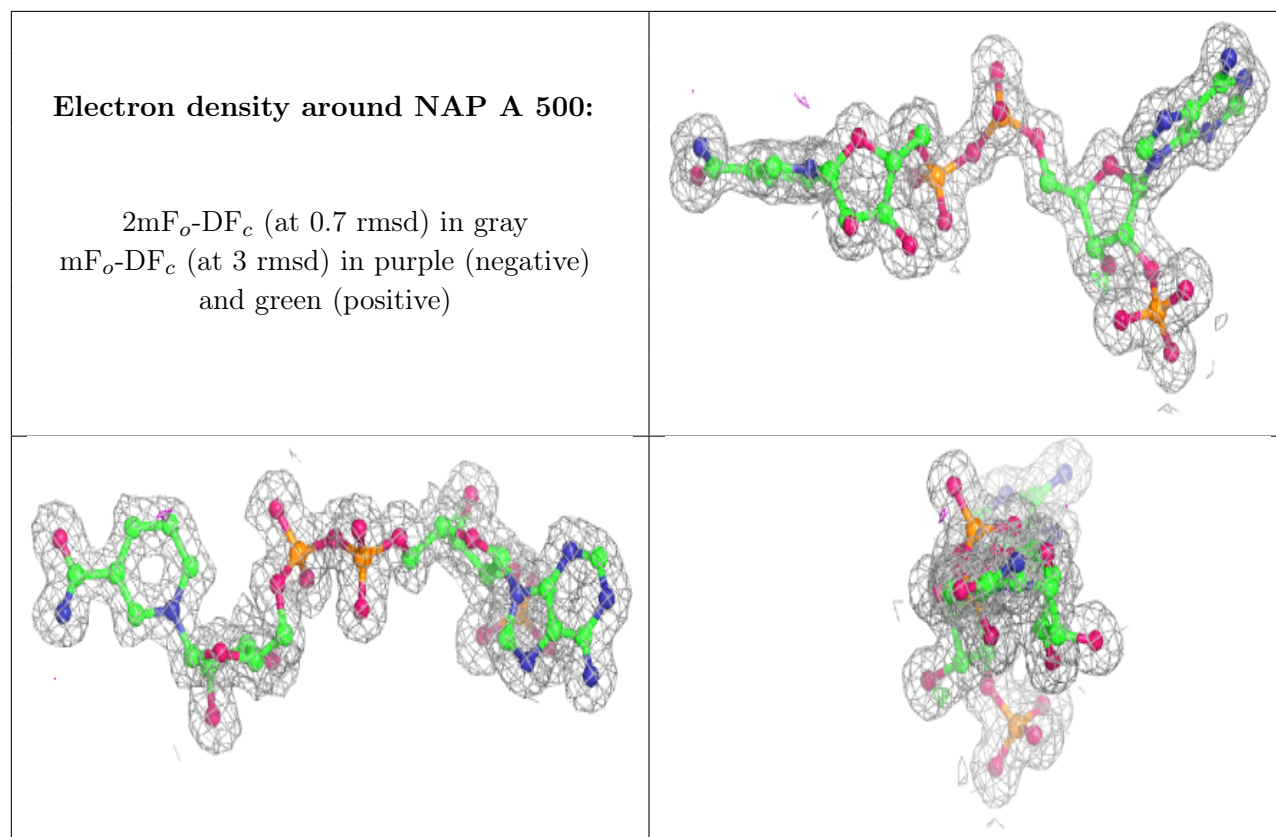 Electron density around NAP A 500:
2mFo-DFc (at 0.7 rmsd) in gray
mFo-DFc (at 3 rmsd) in purple (negative)
and green (positive)